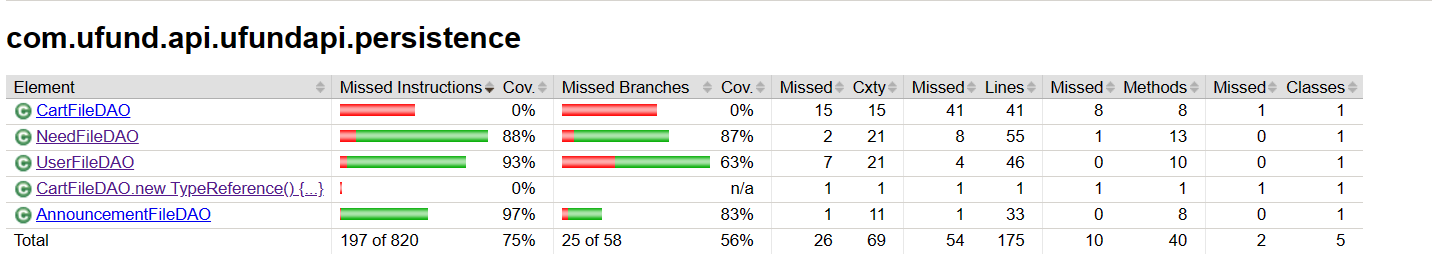 com.ufund.api.ufundapi.persistence
Element Missed Instructions Cov. Missed Branches Cov. Missed Cxty Missed Lines Missed Methods Missed Classes
C CartFileDAO 0% 0% 15 15 41 41 8 8 1 1
C NeedFileDAO 88% 87% 2 21 8 55 1 13 0 1
C UserFileDAO 93% 63% 7 21 4 46 0 10 0 1
C CartFileDAO.new TypeReference() {...} 0% n/a 1 1 1 1 1 1 1 1
C AnnouncementFileDAO 97% 83% 1 11 1 33 0 8 0 1
Total 197 of 820 75% 25 of 58 56% 26 69 54 175 10 40 2 5